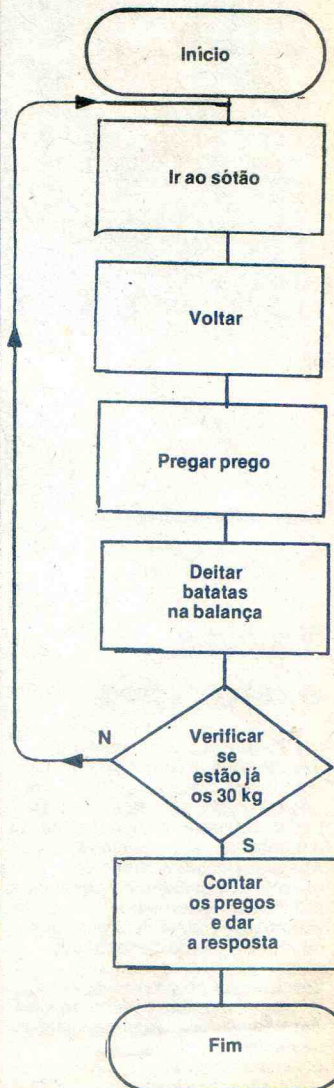 Início
Ir ao sótão
Voltar
Pregar prego
Deitar
batatas
na balança
N
Verificar
se
estão já
os 30 kg
S
Contar
os pregos
e dar
a resposta
Fim